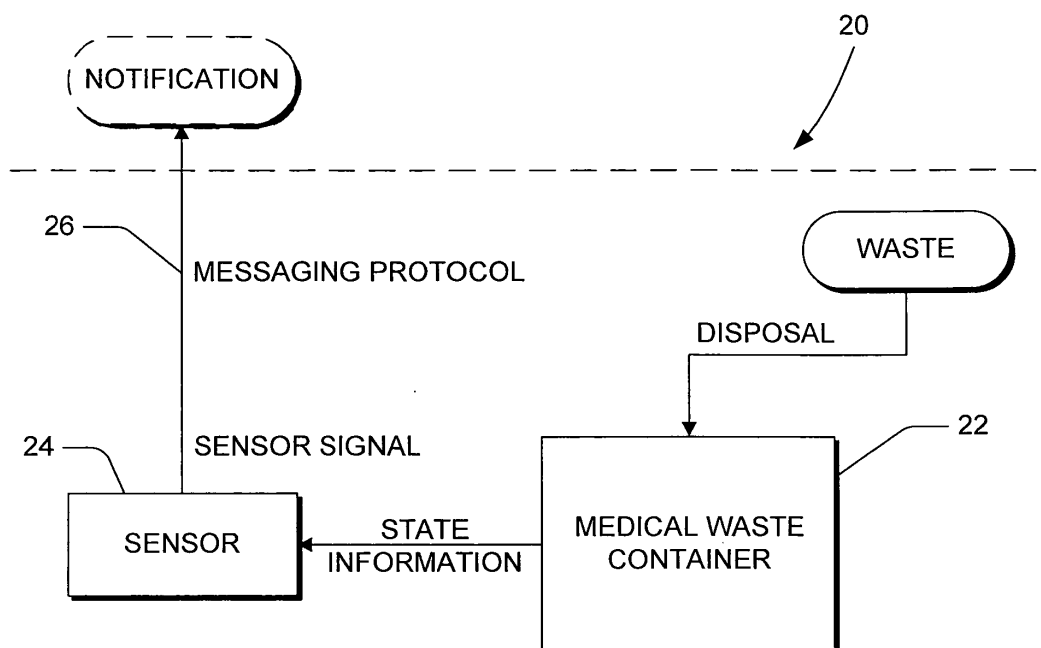 20
NOTIFICATION
26
MESSAGING PROTOCOL
WASTE
DISPOSAL
24
SENSOR SIGNAL
22
SENSOR
STATE
INFORMATION
MEDICAL WASTE
CONTAINER